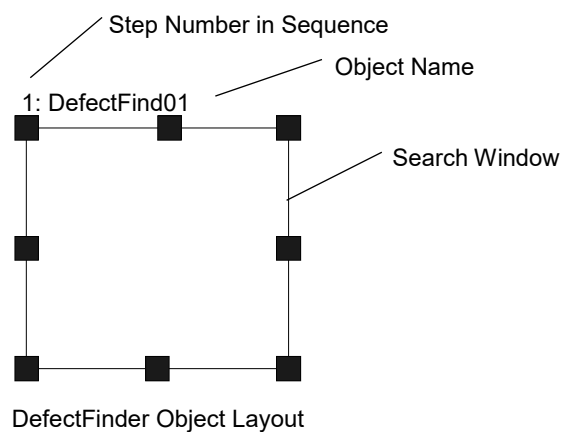 Step Number in Sequence
Object Name
1: DefectFind01
Search Window
DefectFinder Object Layout